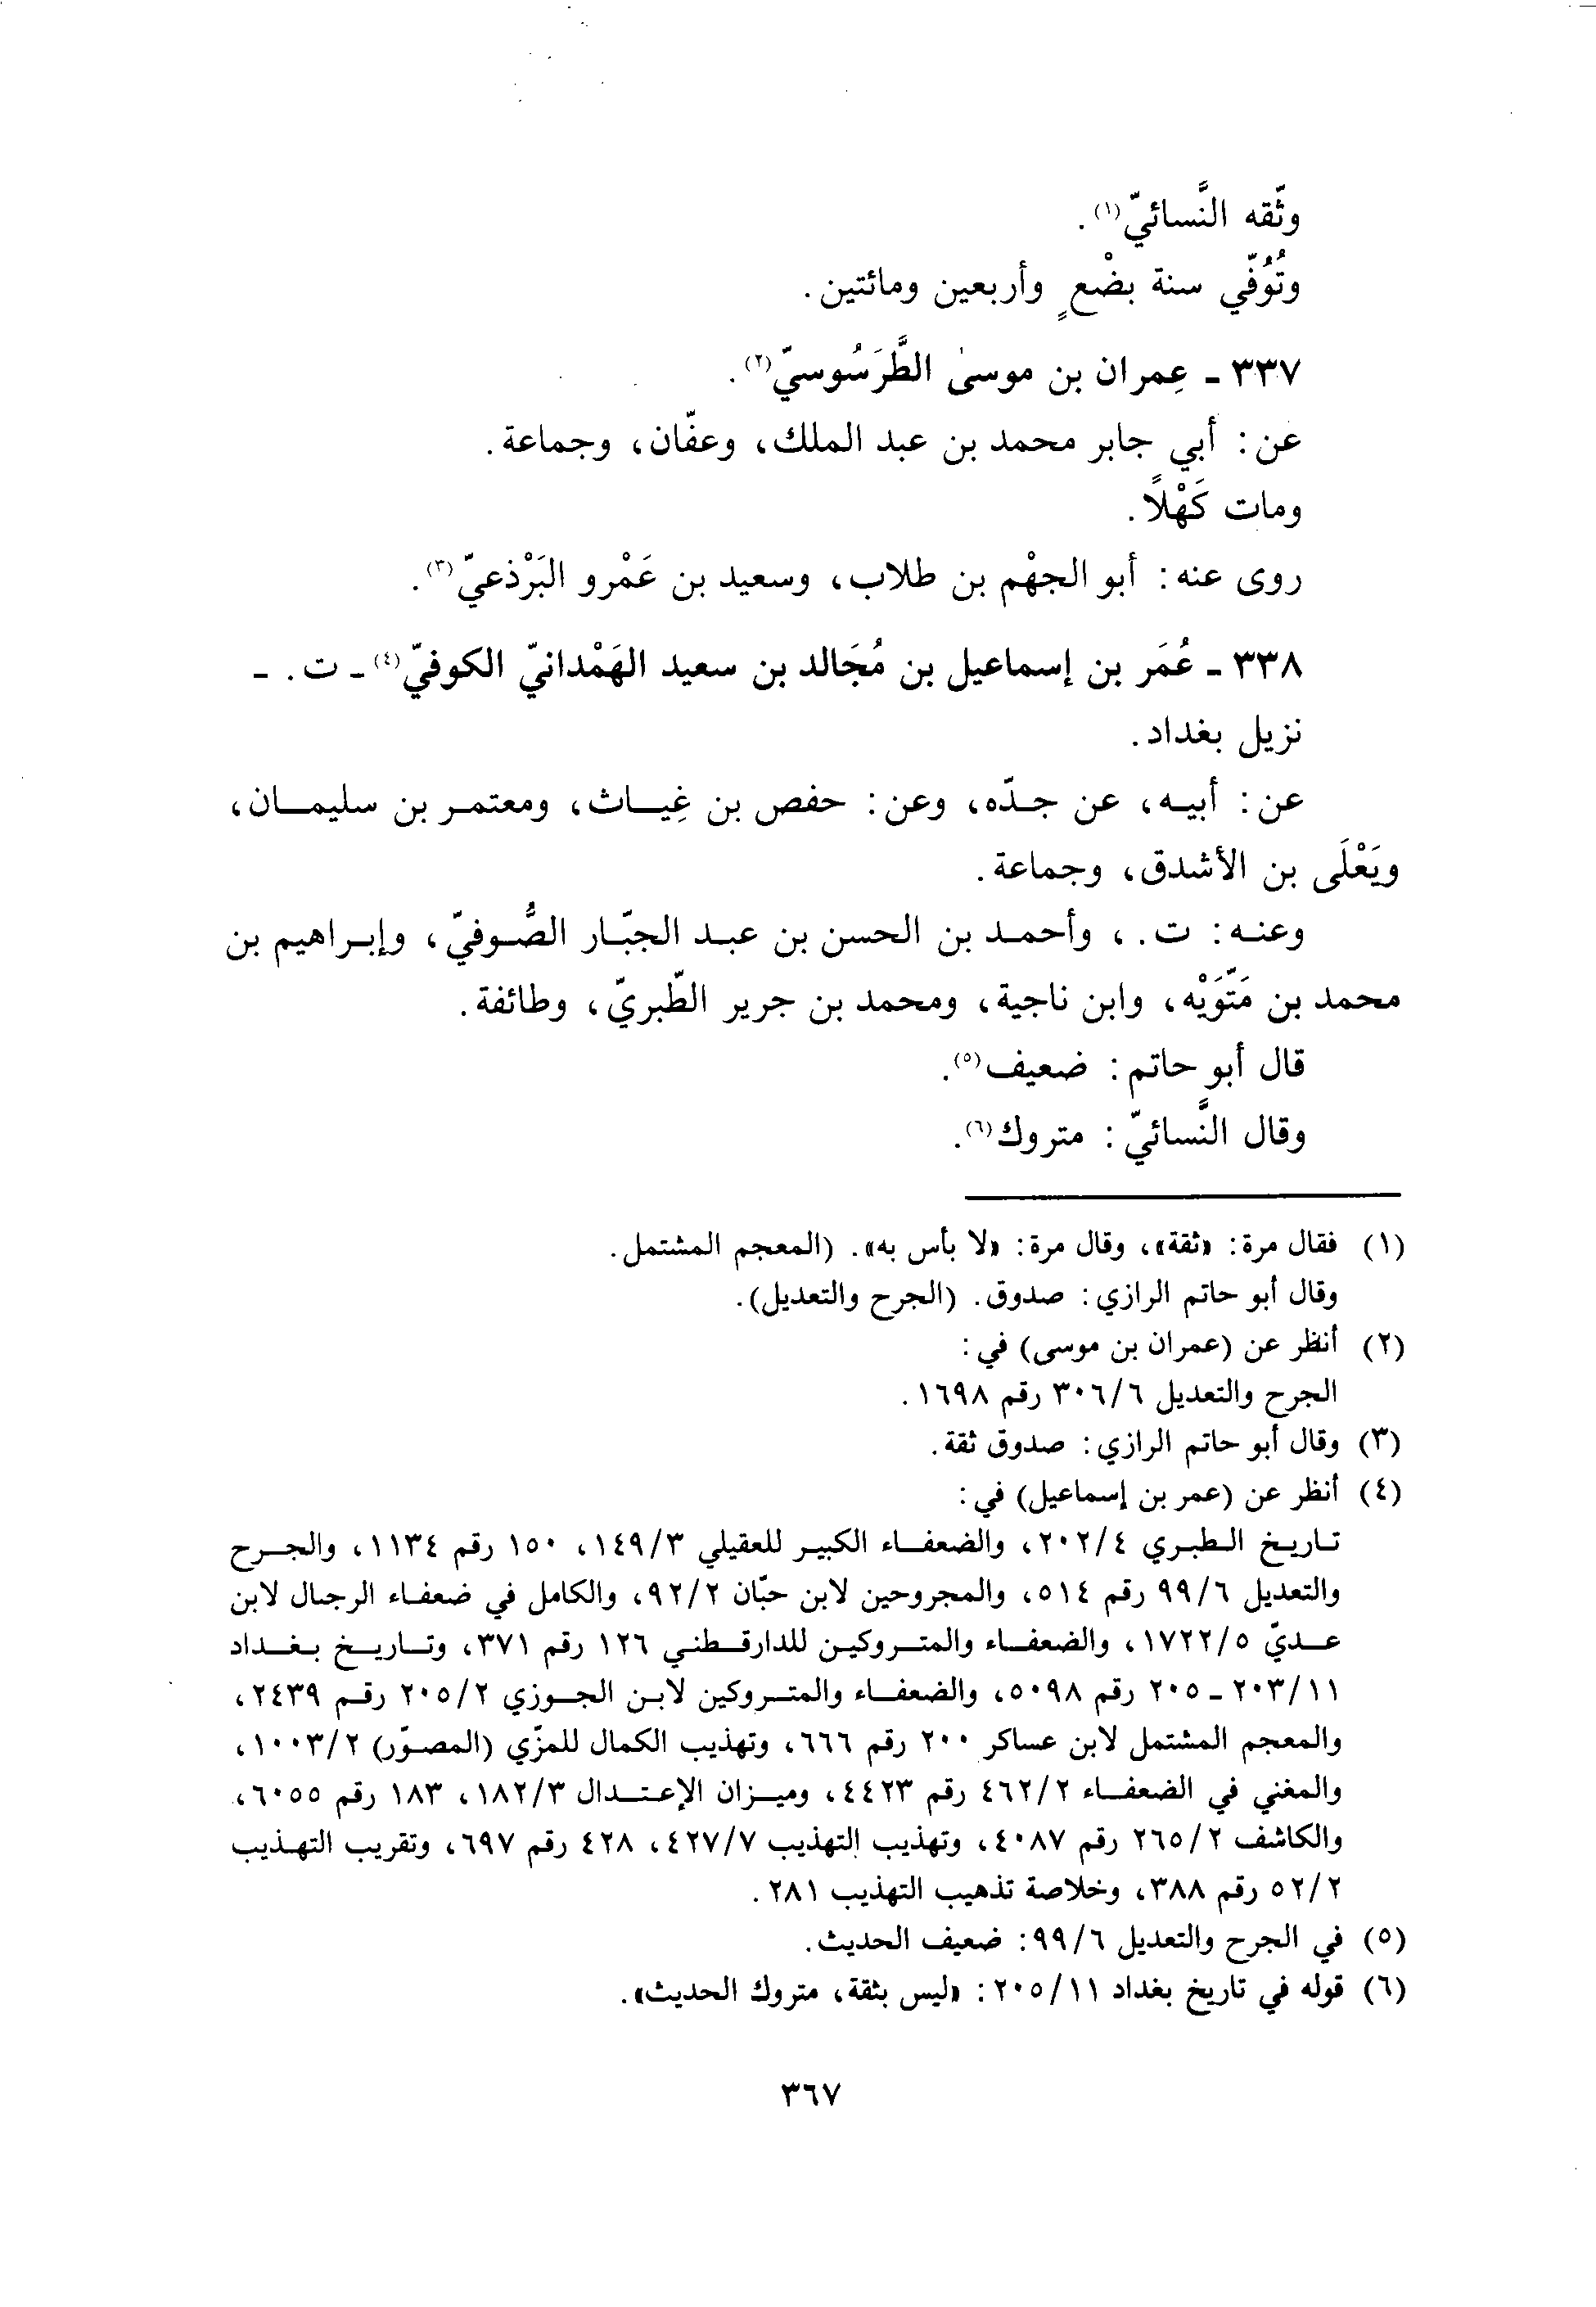 وثّقه النَّسائيّ(١).
وتُوُفّي سنة بضْعٍ وأربعين ومائتين.
٣٣٧ ـ عِمران بن موسىٰ الطَّرَسُوسيّ(٢).
عن: أبي جابر محمد بن عبد الملك، وعفّان، وجماعة.
ومات كَهْلاً.
روى عنه: أبو الجهْم بن طلاب، وسعيد بن عَمْرو البَرْذعيّ(٣).
٣٣٨ ـ عُمَر بن إسماعيل بن مُجَالد بن سعيد الهَمْدانيّ الكوفيّ(٤) ـ ت. ـ
نزيل بغداد.
عن: أبيه، عن جدّه، وعن: حفص بن غِياث، ومعتمر بن سليمان،
ويَعْلَى بن الأشدق، وجماعة.
وعنه: ت.، وأحمد بن الحسن بن عبد الجبّار الصُّوفيّ، وإبراهيم بن
محمد بن مَتَّوَيْه، وابن ناجية، ومحمد بن جرير الطّبريّ، وطائفة.
قال أبو حاتم: ضعيف(٥).
وقال النَّسائيّ: متروك(٦).
(١) فقال مرة: «ثقة»، وقال مرة: «لا بأس به». (المعجم المشتمل.
وقال أبو حاتم الرازي: صدوق. (الجرح والتعديل).
(٢) أنظر عن (عمران بن موسى) في:
الجرح والتعديل ٣٠٦/٦ رقم ١٦٩٨.
(٣) وقال أبو حاتم الرازي: صدوق ثقة.
(٤) أنظر عن (عمر بن إسماعيل) في:
تاريخ الطبري ٢٠٢/٤، والضعفاء الكبير للعقيلي ١٤٩/٣، ١٥٠ رقم ١١٣٤، والجرح
والتعديل ٩٩/٦ رقم ٥١٤، والمجروحين لابن حبّان ٩٢/٢، والكامل في ضعفاء الرجال لابن
عديّ ١٧٢٢/٥، والضعفاء والمتروكين للدارقطني ١٢٦ رقم ٣٧١، وتاريخ بغداد
٢٠٣/١١ ـ ٢٠٥ رقم ٥٠٩٨، والضعفاء والمتروكين لابن الجوزي ٢٠٥/٢ رقم ٢٤٣٩،
والمعجم المشتمل لابن عساكر ٢٠٠ رقم ٦٦٦، وتهذيب الكمال للمزّي (المصوّر) ١٠٠٣/٢،
والمغني في الضعفاء ٤٦٢/٢ رقم ٤٤٢٣، وميزان الإعتدال ١٨٢/٣، ١٨٣ رقم ٦٠٥٥،
والكاشف ٢٦٥/٢ رقم ٤٠٨٧، وتهذيب التهذيب ٤٢٧/٧، ٤٢٨ رقم ٦٩٧، وتقريب التهذيب
٥٢/٢ رقم ٣٨٨، وخلاصة تذهيب التهذيب ٢٨١.
(٥) في الجرح والتعديل ٩٩/٦: ضعيف الحديث.
(٦) قوله في تاريخ بغداد ٢٠٥/١١: «ليس بثقة، متروك الحديث».
٣٦٧